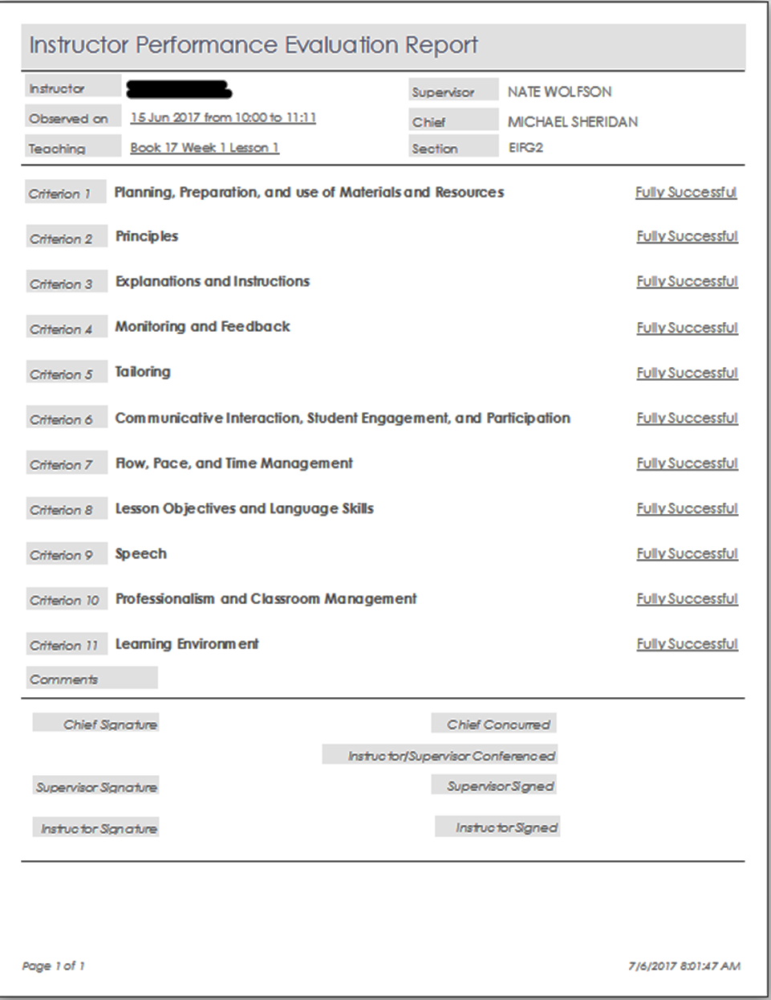 Instructor Performance Evaluation Report
Instructor
Supervisor NATE WOLFSON
Observed on 15 Jun 2017 from 10:00 to 11:11
Chief MICHAEL SHERIDAN
Teaching Book 17 Week 1 Lesson 1
Section EIFG2
Criterion 1 Planning, Preparation, and use of Materials and Resources Fully Successful
Criterion 2 Principles Fully Successful
Criterion 3 Explanations and Instructions Fully Successful
Criterion 4 Monitoring and Feedback Fully Successful
Criterion 5 Tailoring Fully Successful
Criterion 6 Communicative Interaction, Student Engagement, and Participation Fully Successful
Criterion 7 Flow, Pace, and Time Management Fully Successful
Criterion 8 Lesson Objectives and Language Skills Fully Successful
Criterion 9 Speech Fully Successful
Criterion 10 Professionalism and Classroom Management Fully Successful
Criterion 11 Learning Environment Fully Successful
Comments
Chief Signature Chief Concurred
Instructor/Supervisor Conferenced
Supervisor Signature Supervisor Signed
Instructor Signature Instructor Signed
Page 1 of 1 7/6/2017 8:01:47 AM